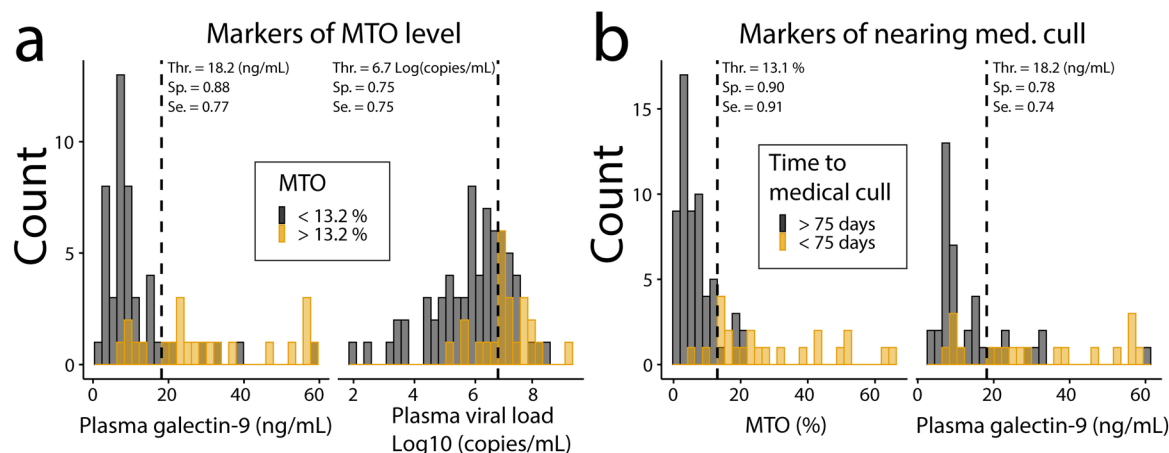 a
Markers of MTO level
Thr. = 18.2 (ng/mL)
Sp. = 0.88
Se. = 0.77
Thr. = 6.7 Log(copies/mL)
Sp. = 0.75
Se. = 0.75
Count
10
5
0
MTO
< 13.2 %
> 13.2 %
0 20 40 60
2 4 6 8
Plasma galectin-9 (ng/mL)
Plasma viral load
Log10 (copies/mL)
b
Markers of nearing med. cull
Thr. = 13.1 %
Sp. = 0.90
Se. = 0.91
Thr. = 18.2 (ng/mL)
Sp. = 0.78
Se. = 0.74
Count
15
10
5
0
Time to
medical cull
> 75 days
< 75 days
0 20 40 60
0 20 40 60
MTO (%)
Plasma galectin-9 (ng/mL)